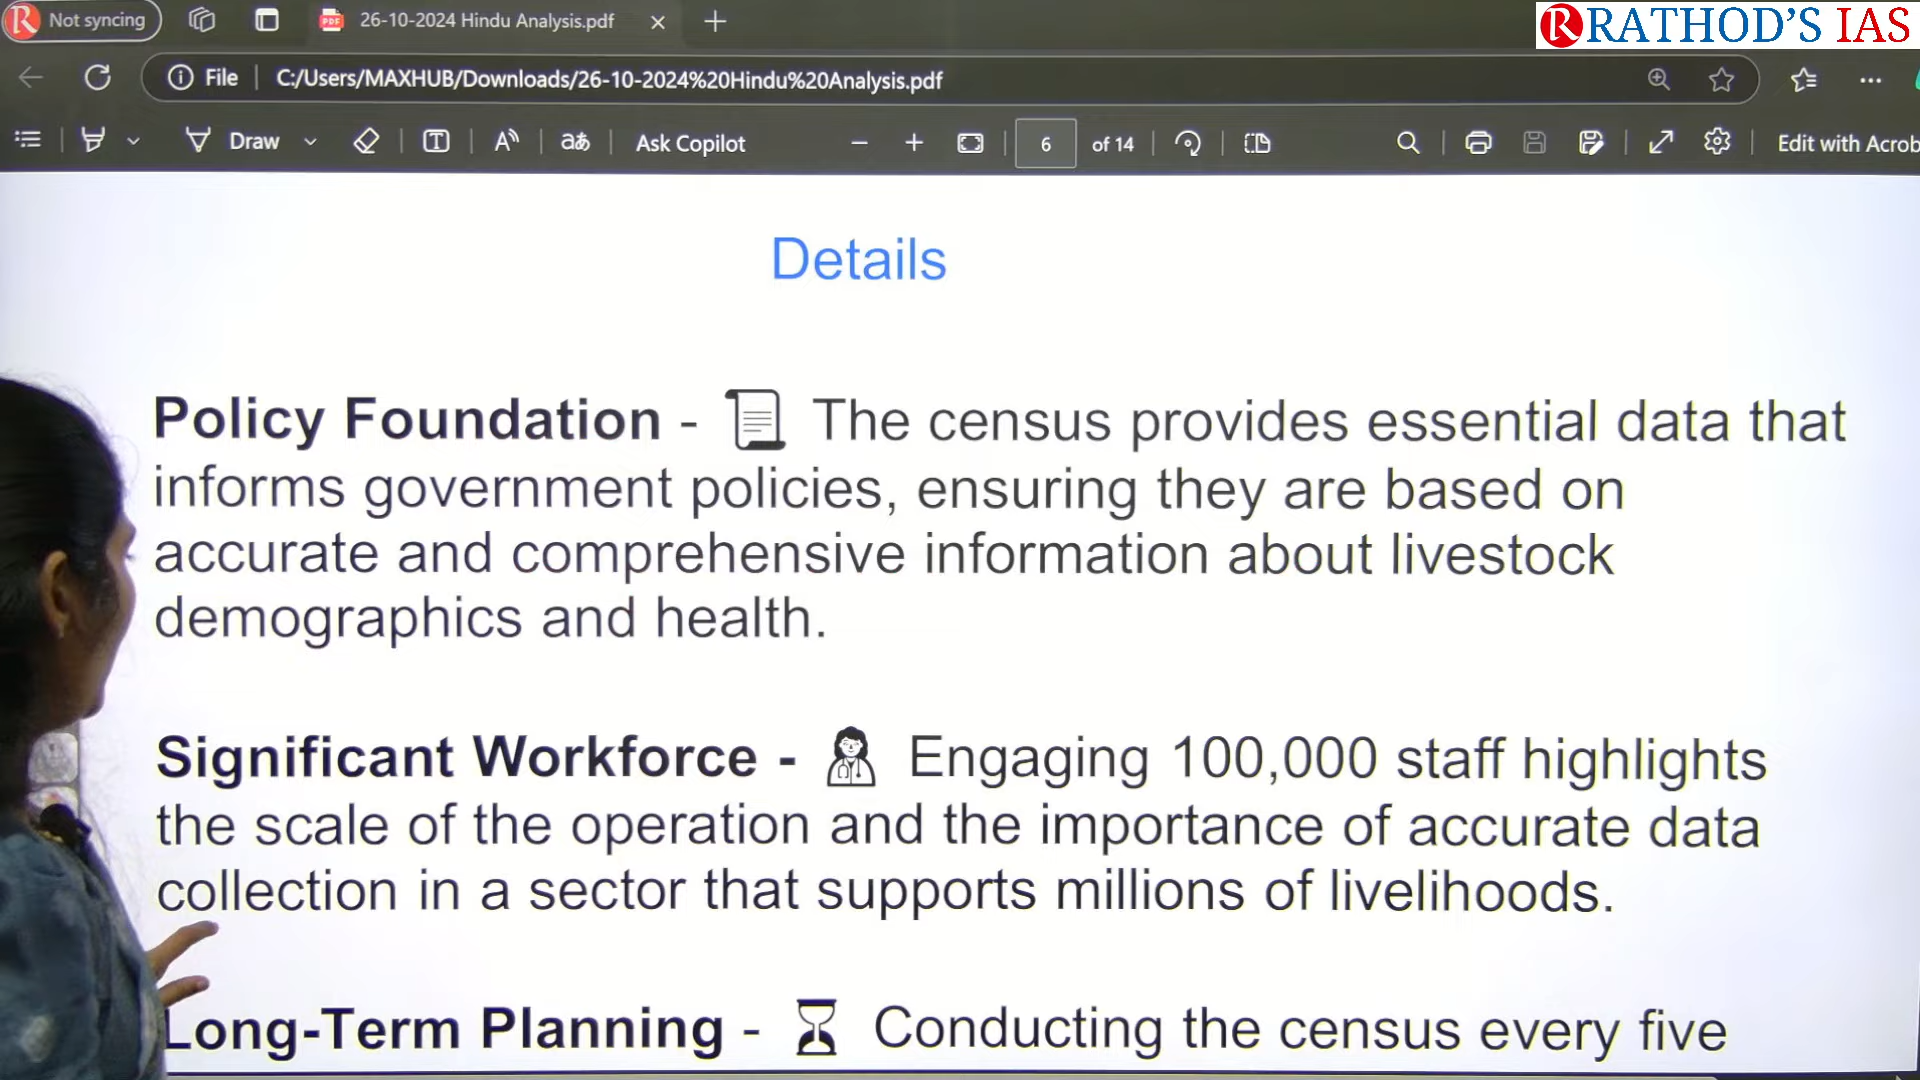 Not syncing
26-10-2024 Hindu Analysis.pdf
RATHOD'S IAS
File
C:/Users/MAXHUB/Downloads/26-10-2024%20Hindu%20Analysis.pdf
Draw
Ask Copilot
6 of 14
Edit with Acrob
Details
Policy Foundation - The census provides essential data that
informs government policies, ensuring they are based on
accurate and comprehensive information about livestock
demographics and health.
Significant Workforce - Engaging 100,000 staff highlights
the scale of the operation and the importance of accurate data
collection in a sector that supports millions of livelihoods.
Long-Term Planning - Conducting the census every five